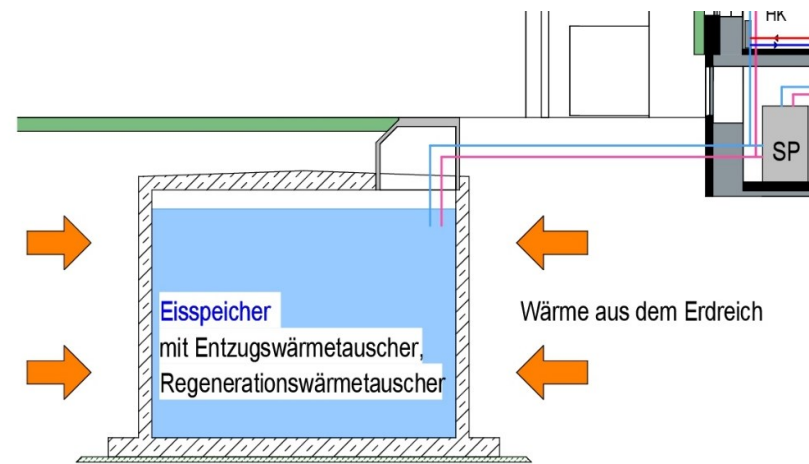 HK
SP
Eisspeicher
mit Entzugswärmetauscher,
Regenerationswärmetauscher
Wärme aus dem Erdreich